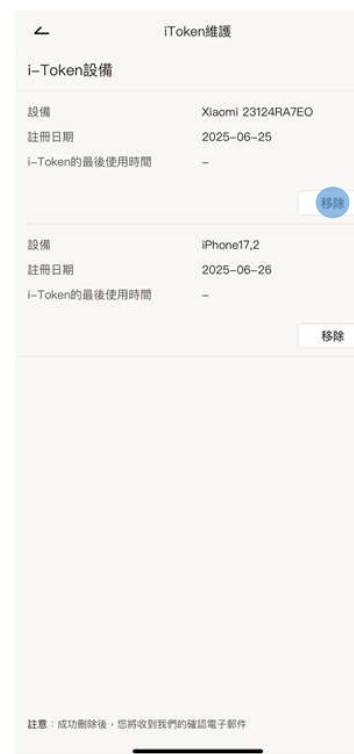 iToken維護
i-Token設備
設備 Xiaomi 23124RA7EO
註冊日期 2025-06-25
i-Token的最後使用時間 -
移除
設備 iPhone17,2
註冊日期 2025-06-26
i-Token的最後使用時間 -
移除
註意：成功刪除後，您將收到我們的確認電子郵件